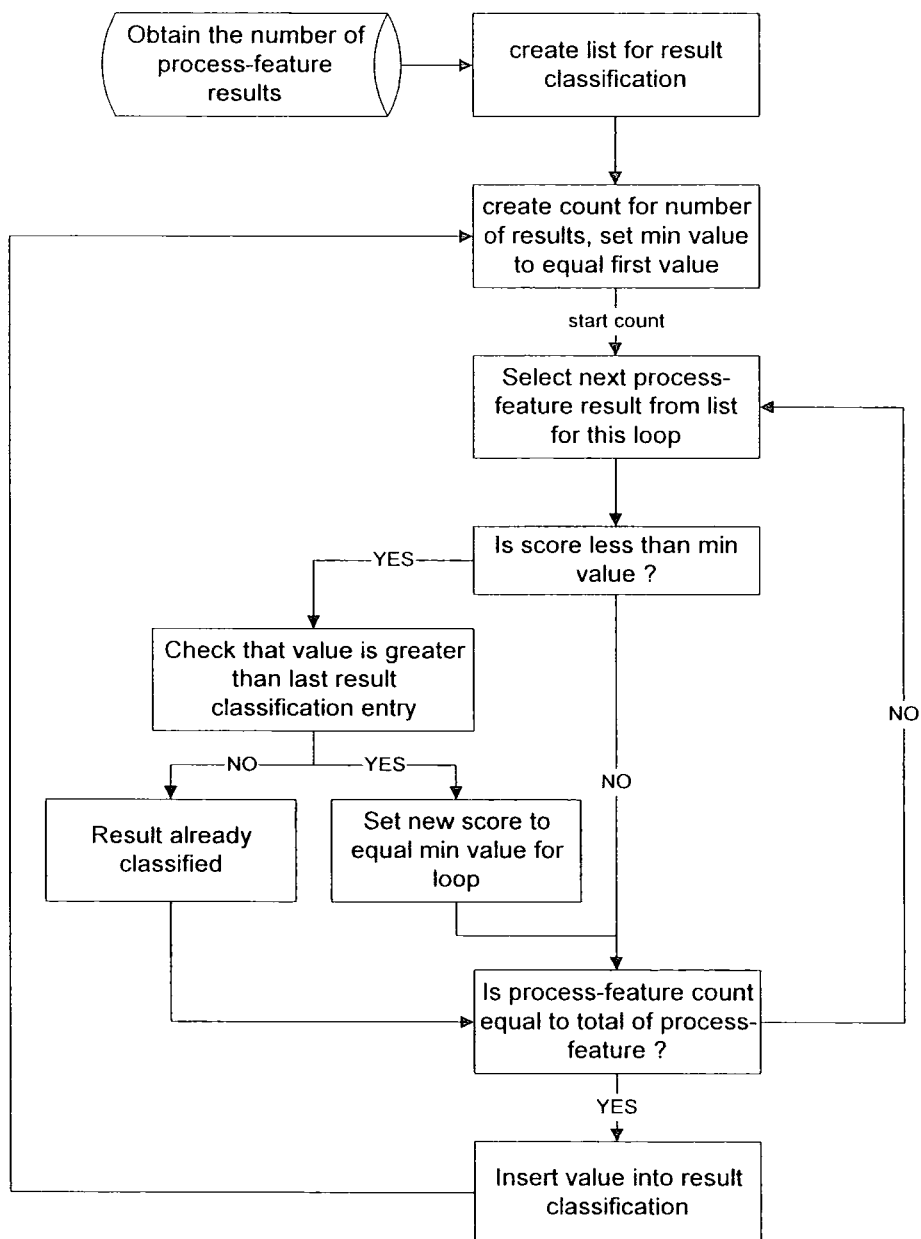 Obtain the number of
process-feature
results
create list for result
classification
create count for number
of results, set min value
to equal first value
start count
Select next process-
feature result from list
for this loop
Is score less than min
value ?
YES
Check that value is greater
than last result
classification entry
NO
NO
YES
NO
Result already
classified
Set new score to
equal min value for
loop
Is process-feature count
equal to total of process-
feature ?
YES
Insert value into result
classification